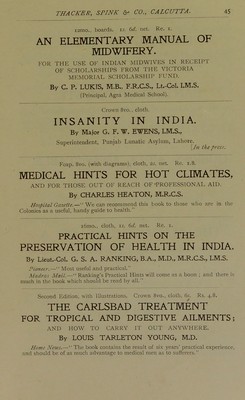 THACKER, SPINK & CO., CALCUTTA. 45
12mo., boards, 1s. 6d. net. Re. 1.
AN ELEMENTARY MANUAL OF
MIDWIFERY.
FOR THE USE OF INDIAN MIDWIVES IN RECEIPT
OF SCHOLARSHIPS FROM THE VICTORIA
MEMORIAL SCHOLARSHIP FUND.
By C. P. LUKIS, M.B., F.R.C.S., Lt.-Col. I.M.S.
(Principal, Agra Medical School).
Crown 8vo., cloth.
INSANITY IN INDIA.
By Major G. F. W. EWENS, I.M.S.,
Superintendent, Punjab Lunatic Asylum, Lahore.
[In the press.
Fcap. 8vo. (with diagrams), cloth, 2s. net. Re. 1.8.
MEDICAL HINTS FOR HOT CLIMATES,
AND FOR THOSE OUT OF REACH OF PROFESSIONAL AID.
By CHARLES HEATON, M.R.C.S.
Hospital Gazette.—" We can recommend this book to those who are in the
Colonies as a useful, handy guide to health."
16mo., cloth, 1s. 6d. net. Re. 1.
PRACTICAL HINTS ON THE
PRESERVATION OF HEALTH IN INDIA.
By Lieut.-Col. G. S. A. RANKING, B.A., M.D., M.R.C.S., I.M.S.
Pioneer.—" Most useful and practical."
Madras Mail.—" Ranking's Practical Hints will come as a boon; and there is
much in the book which should be read by all."
Second Edition, with Illustrations, Crown 8vo., cloth, 6s. Rs. 4.8.
THE CARLSBAD TREATMENT
FOR TROPICAL AND DIGESTIVE AILMENTS;
AND HOW TO CARRY IT OUT ANYWHERE.
By LOUIS TARLETON YOUNG, M.D.
Home News.—" The book contains the result of six years' practical experience,
and should be of as much advantage to medical men as to sufferers."